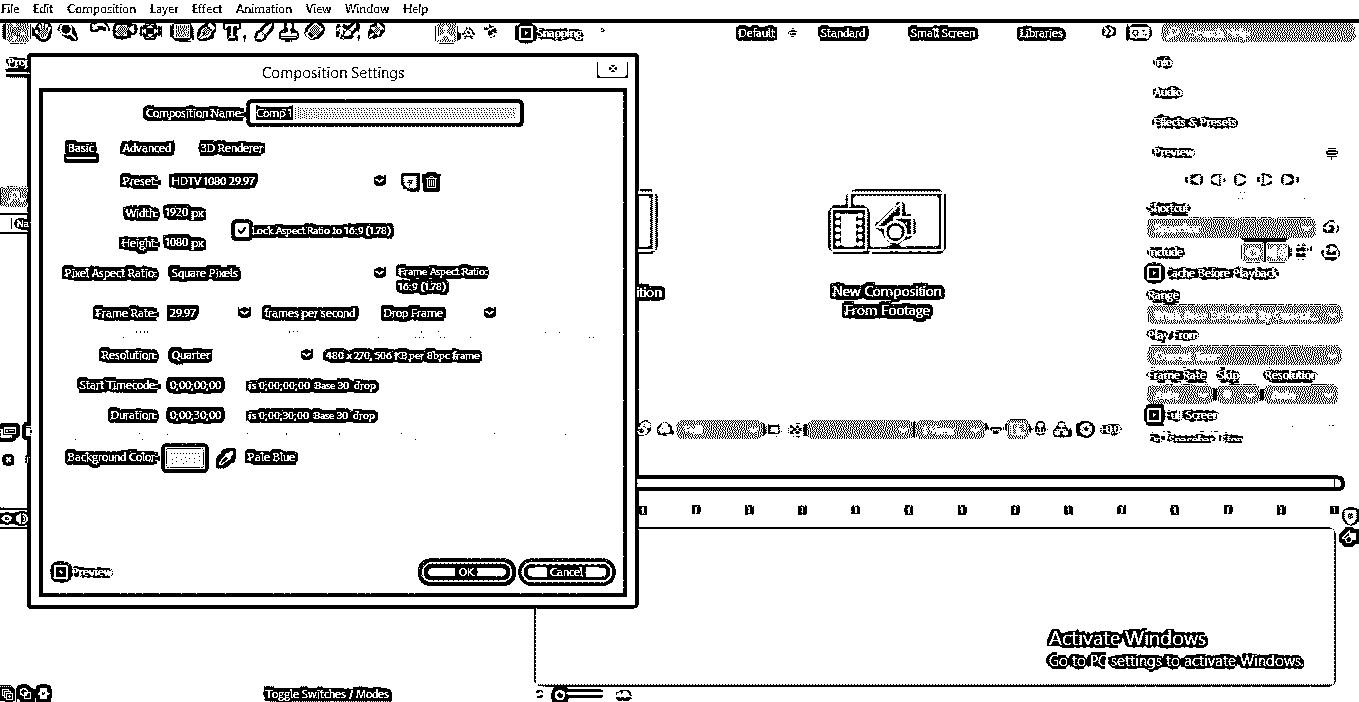 File Edit Composition Layer Effect Animation View Window Help
Snapping
Default Standard Small Screen Libraries
Composition Settings
Composition Name: Comp 1
Basic Advanced 3D Renderer
Preset: HDTV 1080 29.97
Width: 1920 px
Lock Aspect Ratio to 16:9 (1.78)
Height: 1080 px
Pixel Aspect Ratio: Square Pixels
Frame Aspect Ratio:
16:9 (1.78)
Frame Rate: 29.97 frames per second Drop Frame
Resolution: Quarter 480 x 270, 506 KB per 8bpc frame
Start Timecode: 0;00;00;00 is 0;00;00;00 Base 30 drop
Duration: 0;00;30;00 is 0;00;30;00 Base 30 drop
Background Color: Pale Blue
Preview OK Cancel
New Composition
From Footage
Info
Audio
Effects & Presets
Preview
Shortcut
Include
Cache Before Playback
Range
Play From
Frame Rate Skip Resolution
Full Screen
Activate Windows
Go to PC settings to activate Windows.
Toggle Switches / Modes